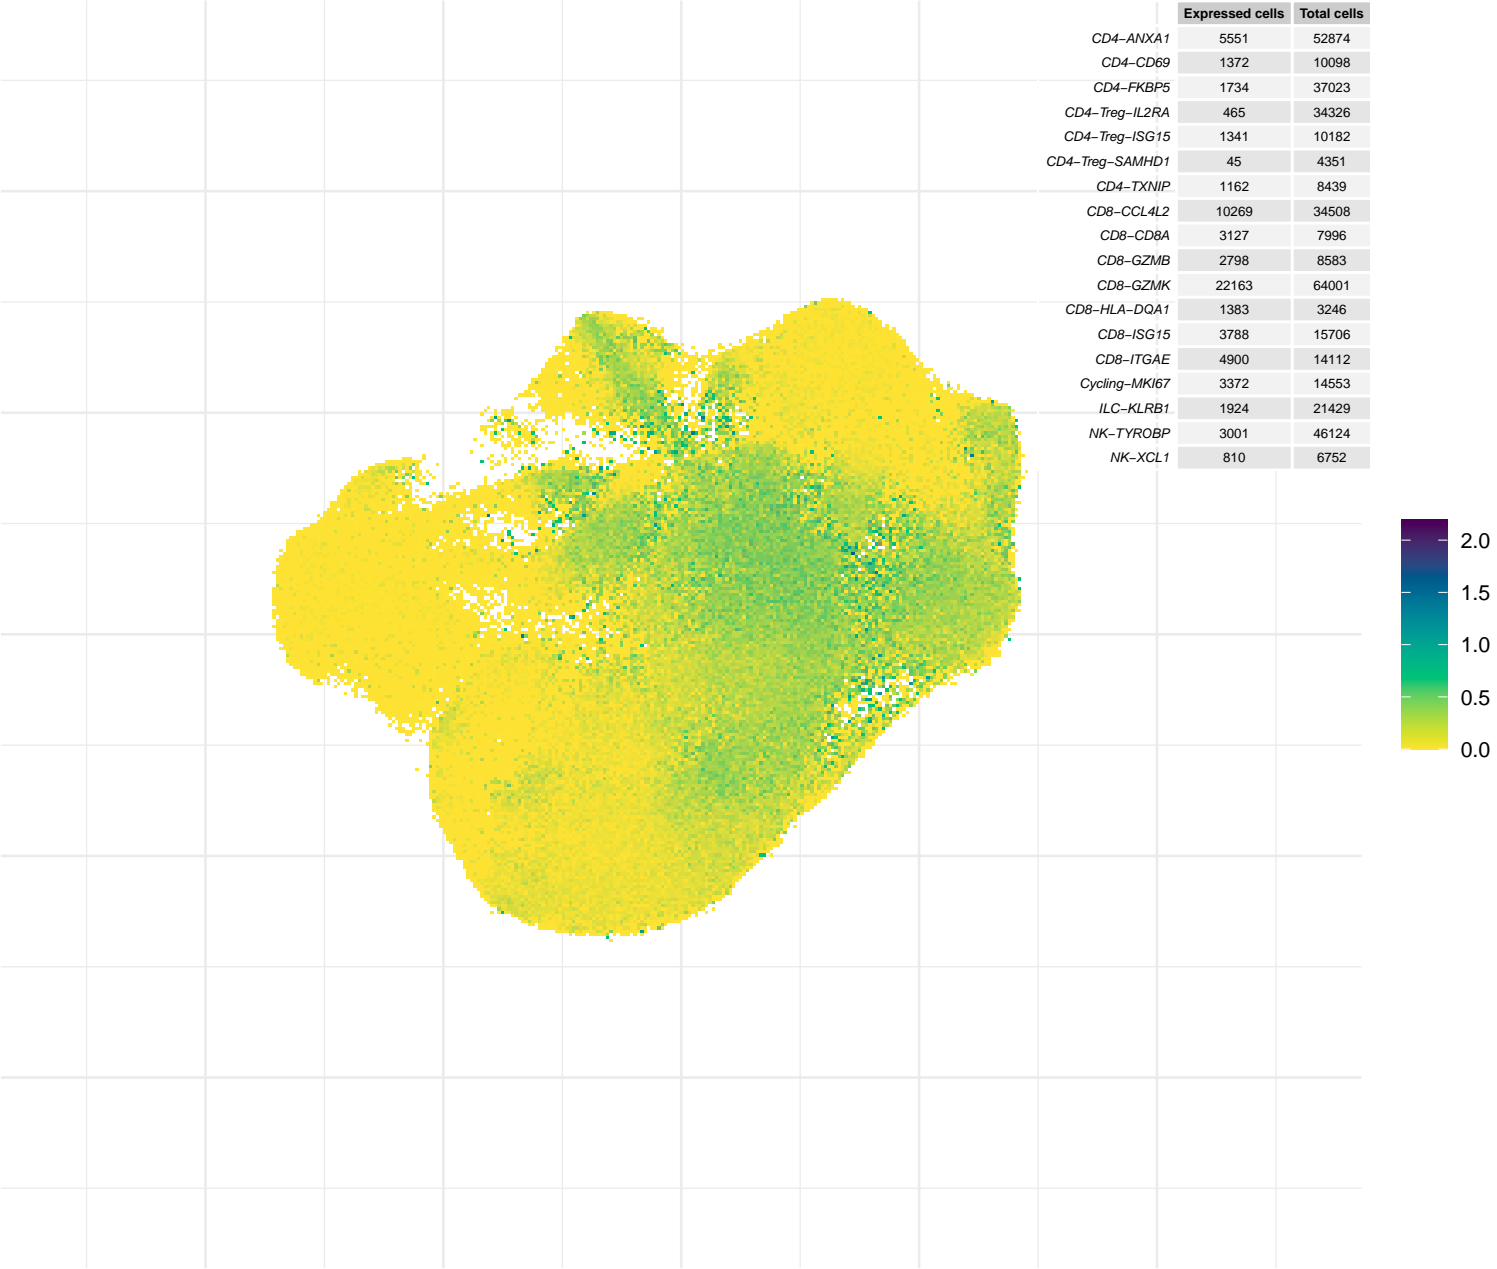 Expressed cells Total cells
CD4−ANXA1 5551 52874
CD4−CD69 1372 10098
CD4−FKBP5 1734 37023
CD4−Treg−IL2RA 465 34326
CD4−Treg−ISG15 1341 10182
CD4−Treg−SAMHD1 45 4351
CD4−TXNIP 1162 8439
CD8−CCL4L2 10269 34508
CD8−CD8A 3127 7996
CD8−GZMB 2798 8583
CD8−GZMK 22163 64001
CD8−HLA−DQA1 1383 3246
CD8−ISG15 3788 15706
CD8−ITGAE 4900 14112
Cycling−MKI67 3372 14553
ILC−KLRB1 1924 21429
NK−TYROBP 3001 46124
NK−XCL1 810 6752
2.0
1.5
1.0
0.5
0.0